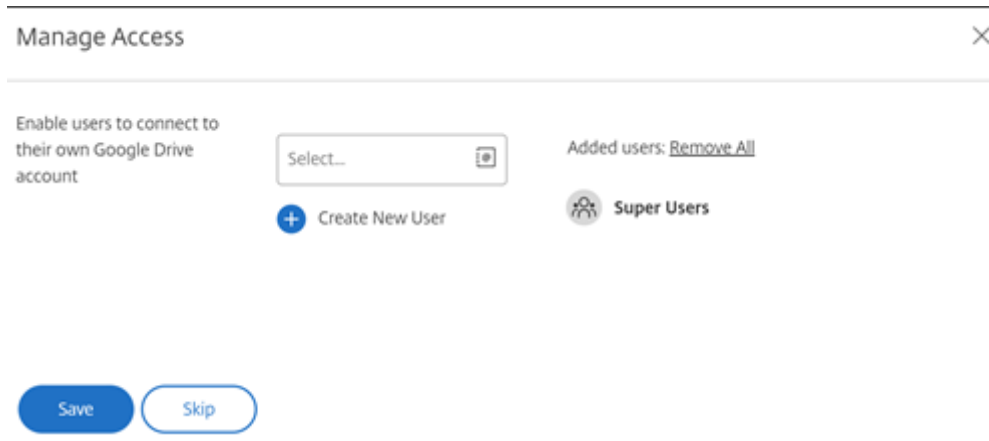 Manage Access
Enable users to connect to
their own Google Drive
account
Select...
Create New User
Added users: Remove All
Super Users
Save
Skip